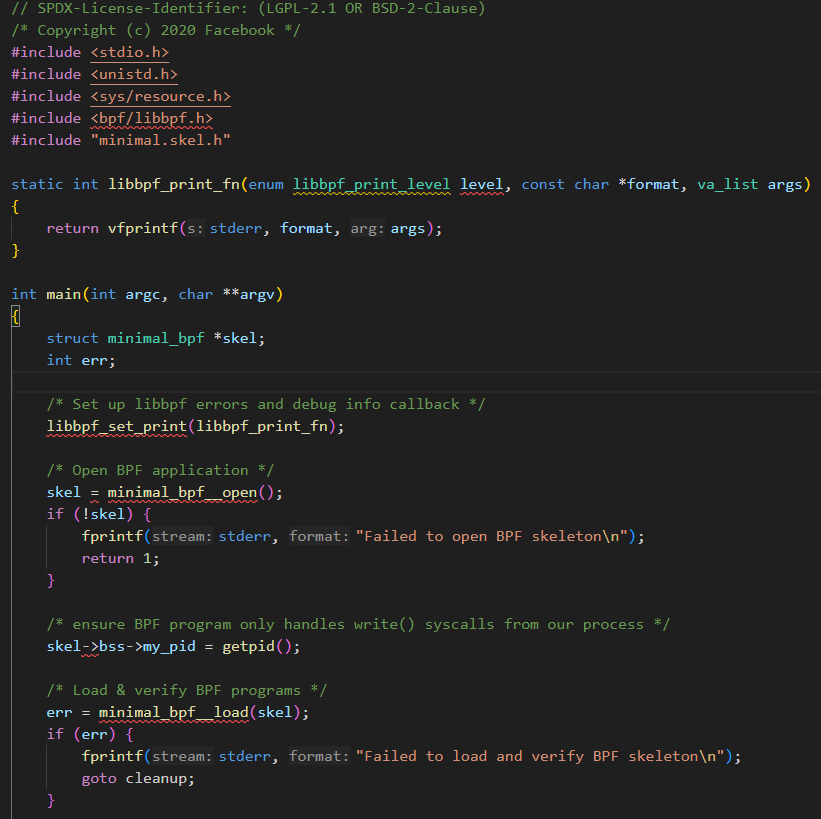 // SPDX-License-Identifier: (LGPL-2.1 OR BSD-2-Clause)
/* Copyright (c) 2020 Facebook */
#include <stdio.h>
#include <unistd.h>
#include <sys/resource.h>
#include <bpf/libbpf.h>
#include "minimal.skel.h"

static int libbpf_print_fn(enum libbpf_print_level level, const char *format, va_list args)
{
    return vfprintf(s: stderr, format, arg: args);
}

int main(int argc, char **argv)
{
    struct minimal_bpf *skel;
    int err;

    /* Set up libbpf errors and debug info callback */
    libbpf_set_print(libbpf_print_fn);

    /* Open BPF application */
    skel = minimal_bpf__open();
    if (!skel) {
        fprintf(stream: stderr, format: "Failed to open BPF skeleton\n");
        return 1;
    }

    /* ensure BPF program only handles write() syscalls from our process */
    skel->bss->my_pid = getpid();

    /* Load & verify BPF programs */
    err = minimal_bpf__load(skel);
    if (err) {
        fprintf(stream: stderr, format: "Failed to load and verify BPF skeleton\n");
        goto cleanup;
    }